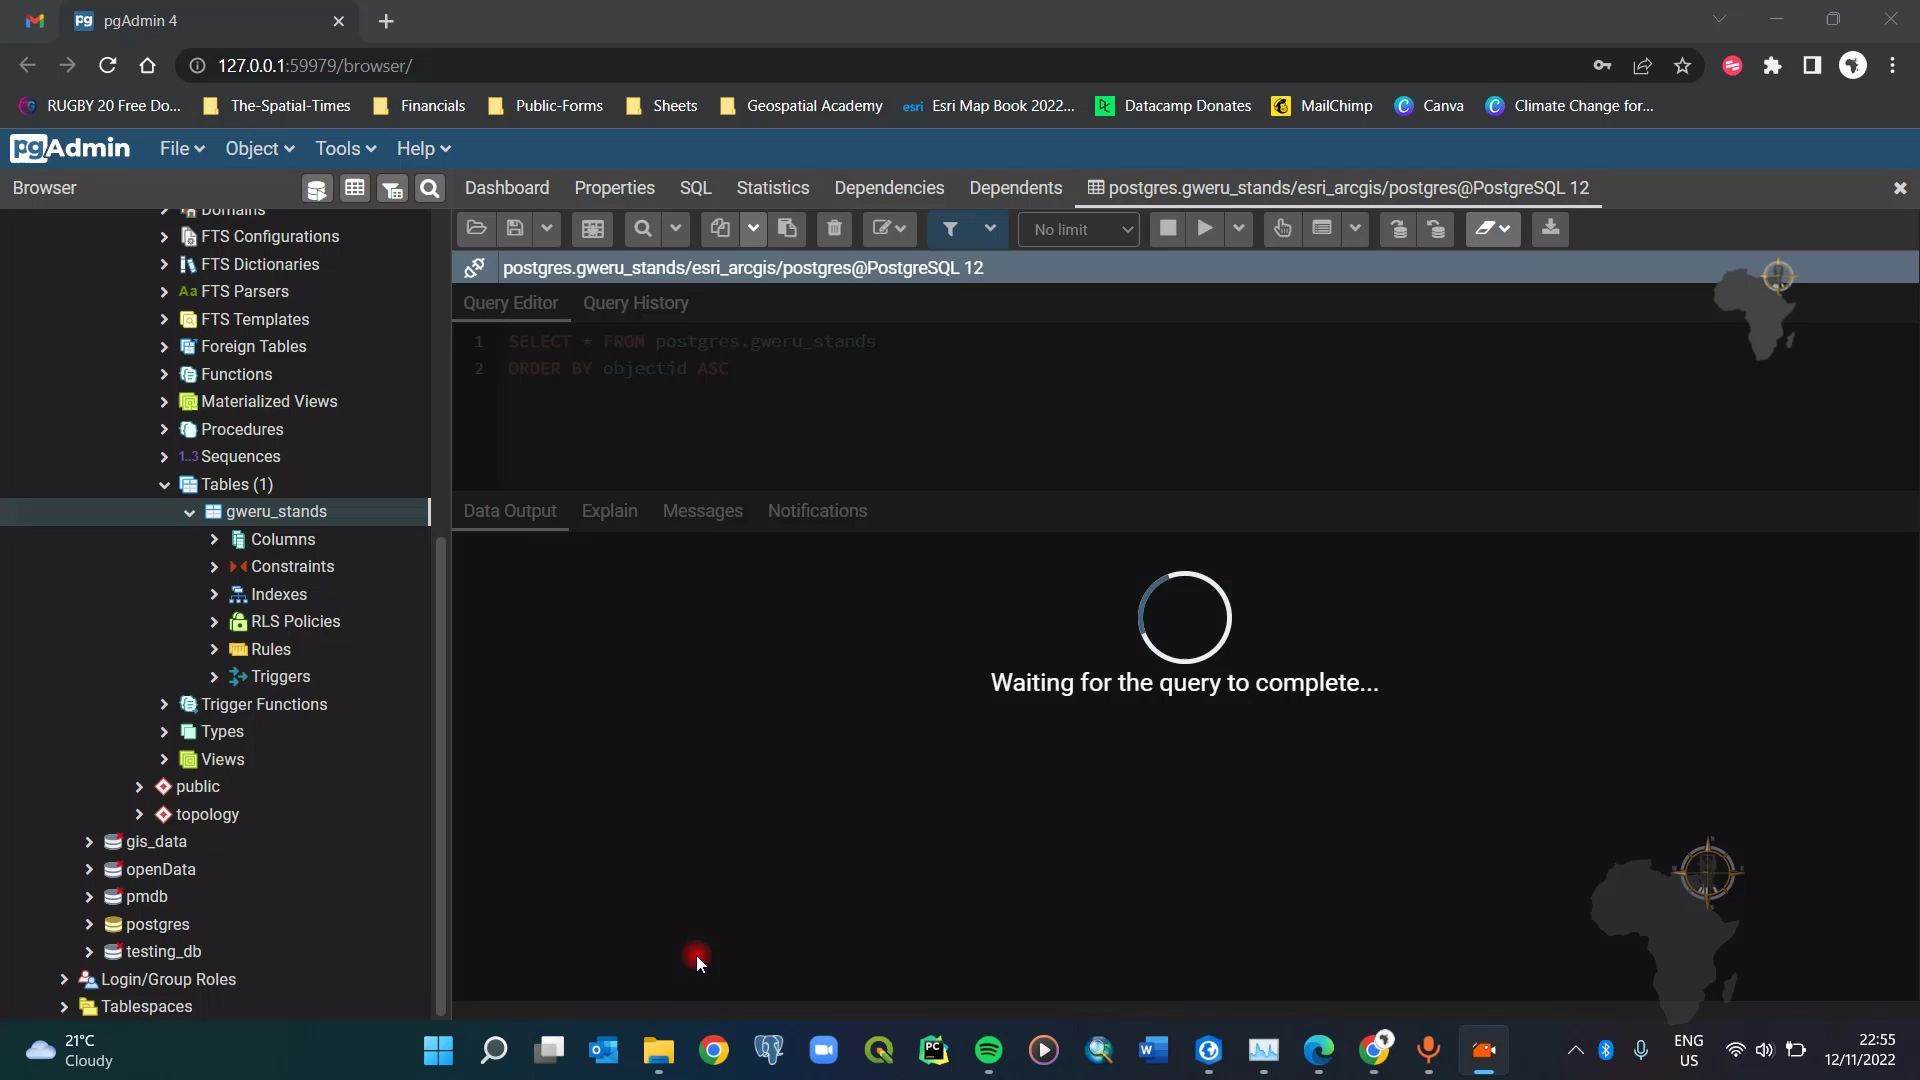 pgAdmin 4
127.0.0.1:59979/browser/
RUGBY 20 Free Do... The-Spatial-Times Financials Public-Forms Sheets Geospatial Academy esri Esri Map Book 2022... Datacamp Donates MailChimp Canva Climate Change for...
pgAdmin File Object Tools Help
Browser Dashboard Properties SQL Statistics Dependencies Dependents postgres.gweru_stands/esri_arcgis/postgres@PostgreSQL 12
Domains
No limit
FTS Configurations
FTS Dictionaries
postgres.gweru_stands/esri_arcgis/postgres@PostgreSQL 12
Aa FTS Parsers
Query Editor Query History
FTS Templates
1 SELECT * FROM postgres.gweru_stands
Foreign Tables
2 ORDER BY objectid ASC
Functions
Materialized Views
Procedures
1..3 Sequences
Tables (1)
gweru_stands
Data Output Explain Messages Notifications
Columns
Constraints
Indexes
RLS Policies
Rules
Triggers
Waiting for the query to complete...
Trigger Functions
Types
Views
public
topology
gis_data
openData
pmdb
postgres
testing_db
Login/Group Roles
Tablespaces
21°C
Cloudy
ENG
US
22:55
12/11/2022